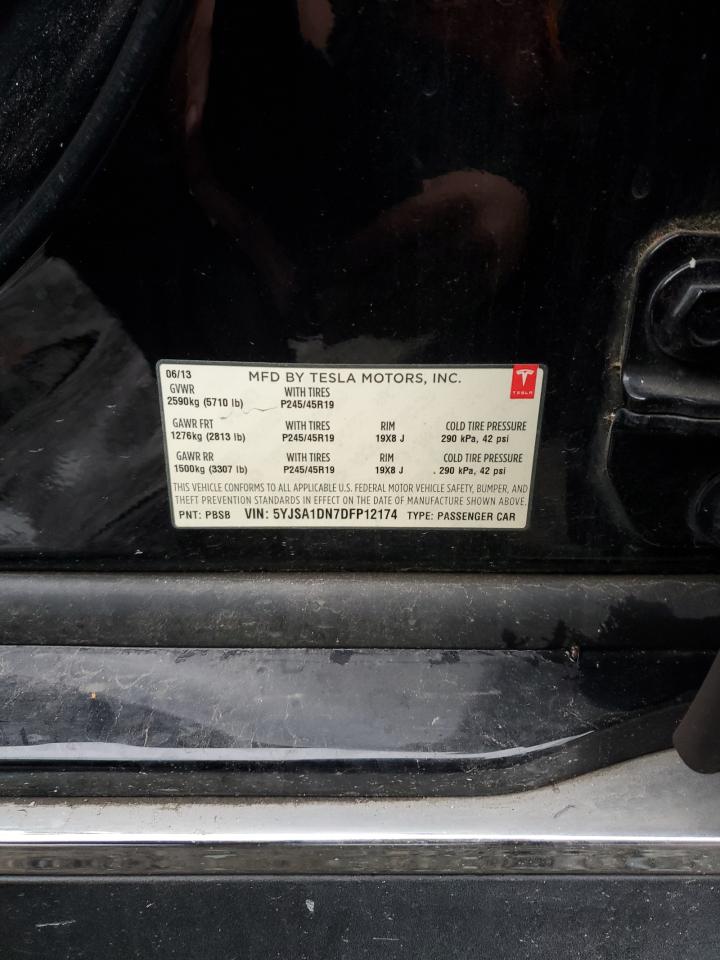 06/13 MFD BY TESLA MOTORS, INC.
GVWR WITH TIRES TESLA
2590kg (5710 lb) P245/45R19
GAWR FRT WITH TIRES RIM COLD TIRE PRESSURE
1276kg (2813 lb) P245/45R19 19X8 J 290 kPa, 42 psi
GAWR RR WITH TIRES RIM COLD TIRE PRESSURE
1500kg (3307 lb) P245/45R19 19X8 J 290 kPa, 42 psi
THIS VEHICLE CONFORMS TO ALL APPLICABLE U.S. FEDERAL MOTOR VEHICLE SAFETY, BUMPER, AND
THEFT PREVENTION STANDARDS IN EFFECT ON THE DATE OF MANUFACTURE SHOWN ABOVE.
PNT: PBSB VIN: 5YJSA1DN7DFP12174 TYPE: PASSENGER CAR